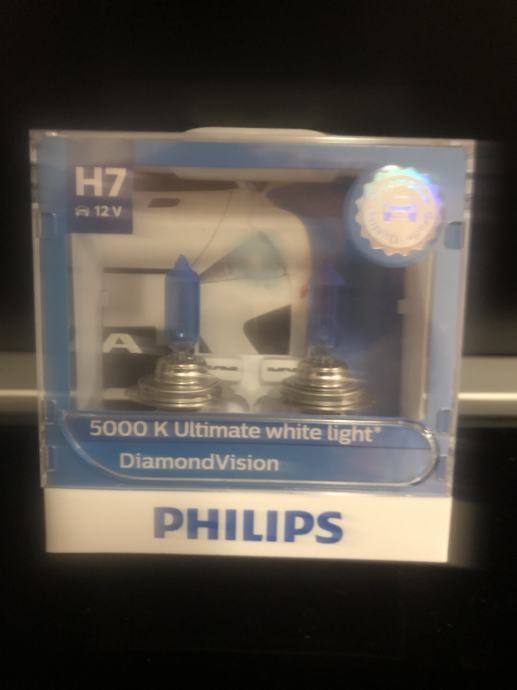 H7
12 V
A
5000 K Ultimate white light*
DiamondVision
PHILIPS